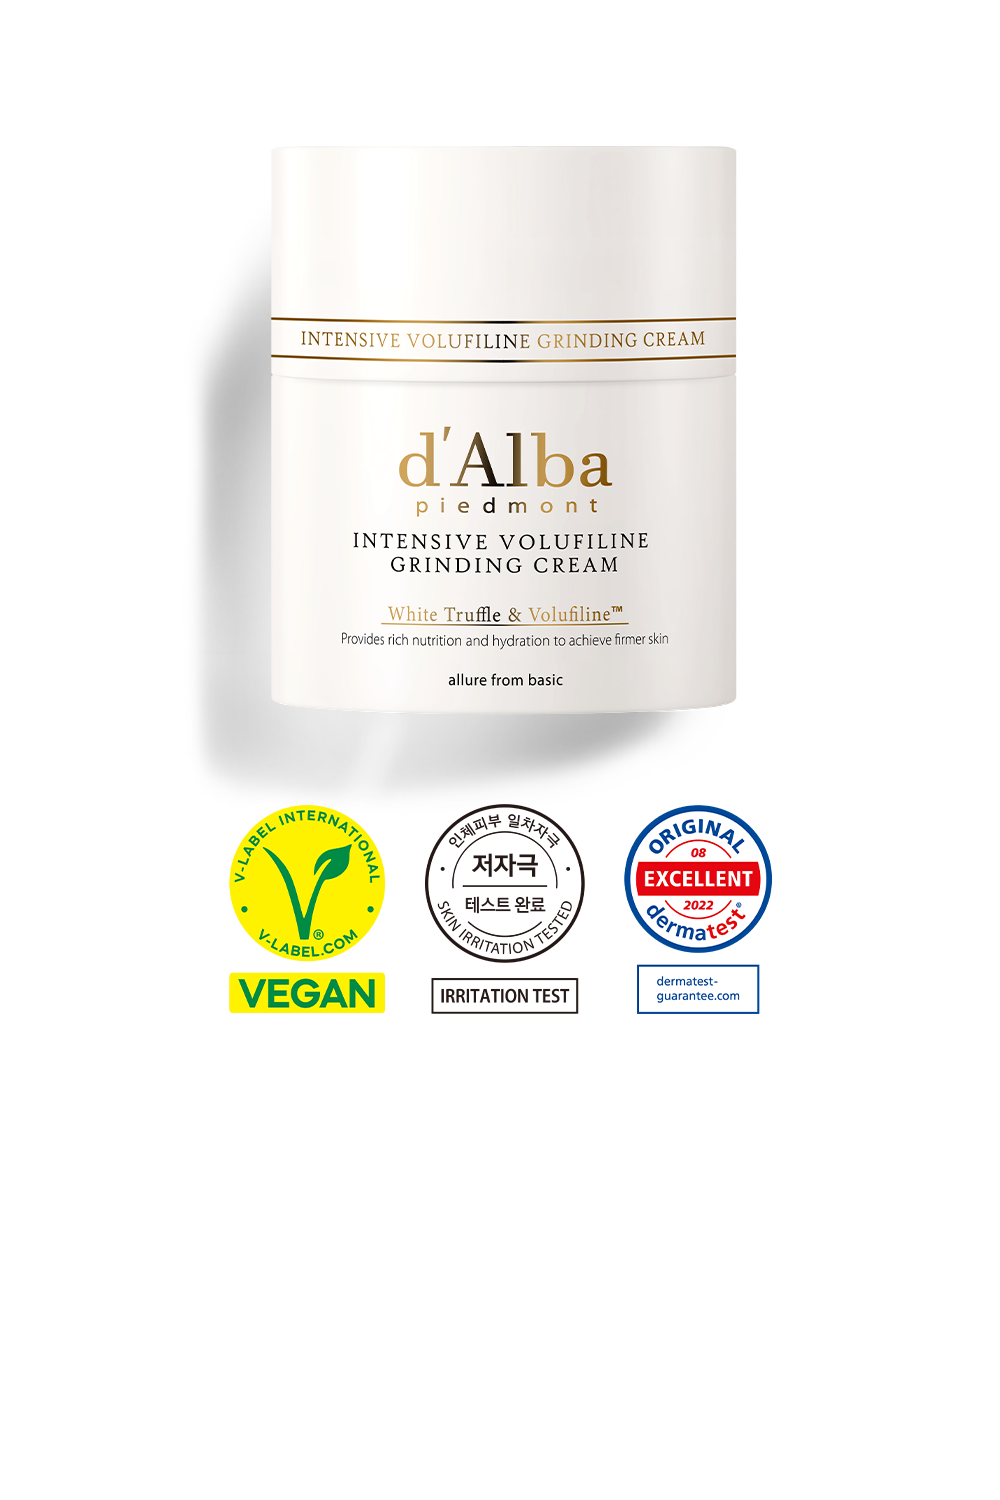 INTENSIVE VOLUFILINE GRINDING CREAM
d'Alba
piedmont
INTENSIVE VOLUFILINE
GRINDING CREAM
White Truffle & Volufiline™
Provides rich nutrition and hydration to achieve firmer skin
allure from basic
V-LABEL INTERNATIONAL
V®
V-LABEL.COM
VEGAN
인체피부 일차자극
저자극
테스트 완료
SKIN IRRITATION TESTED
IRRITATION TEST
ORIGINAL
08
EXCELLENT
2022
dermatest®
dermatest-
guarantee.com